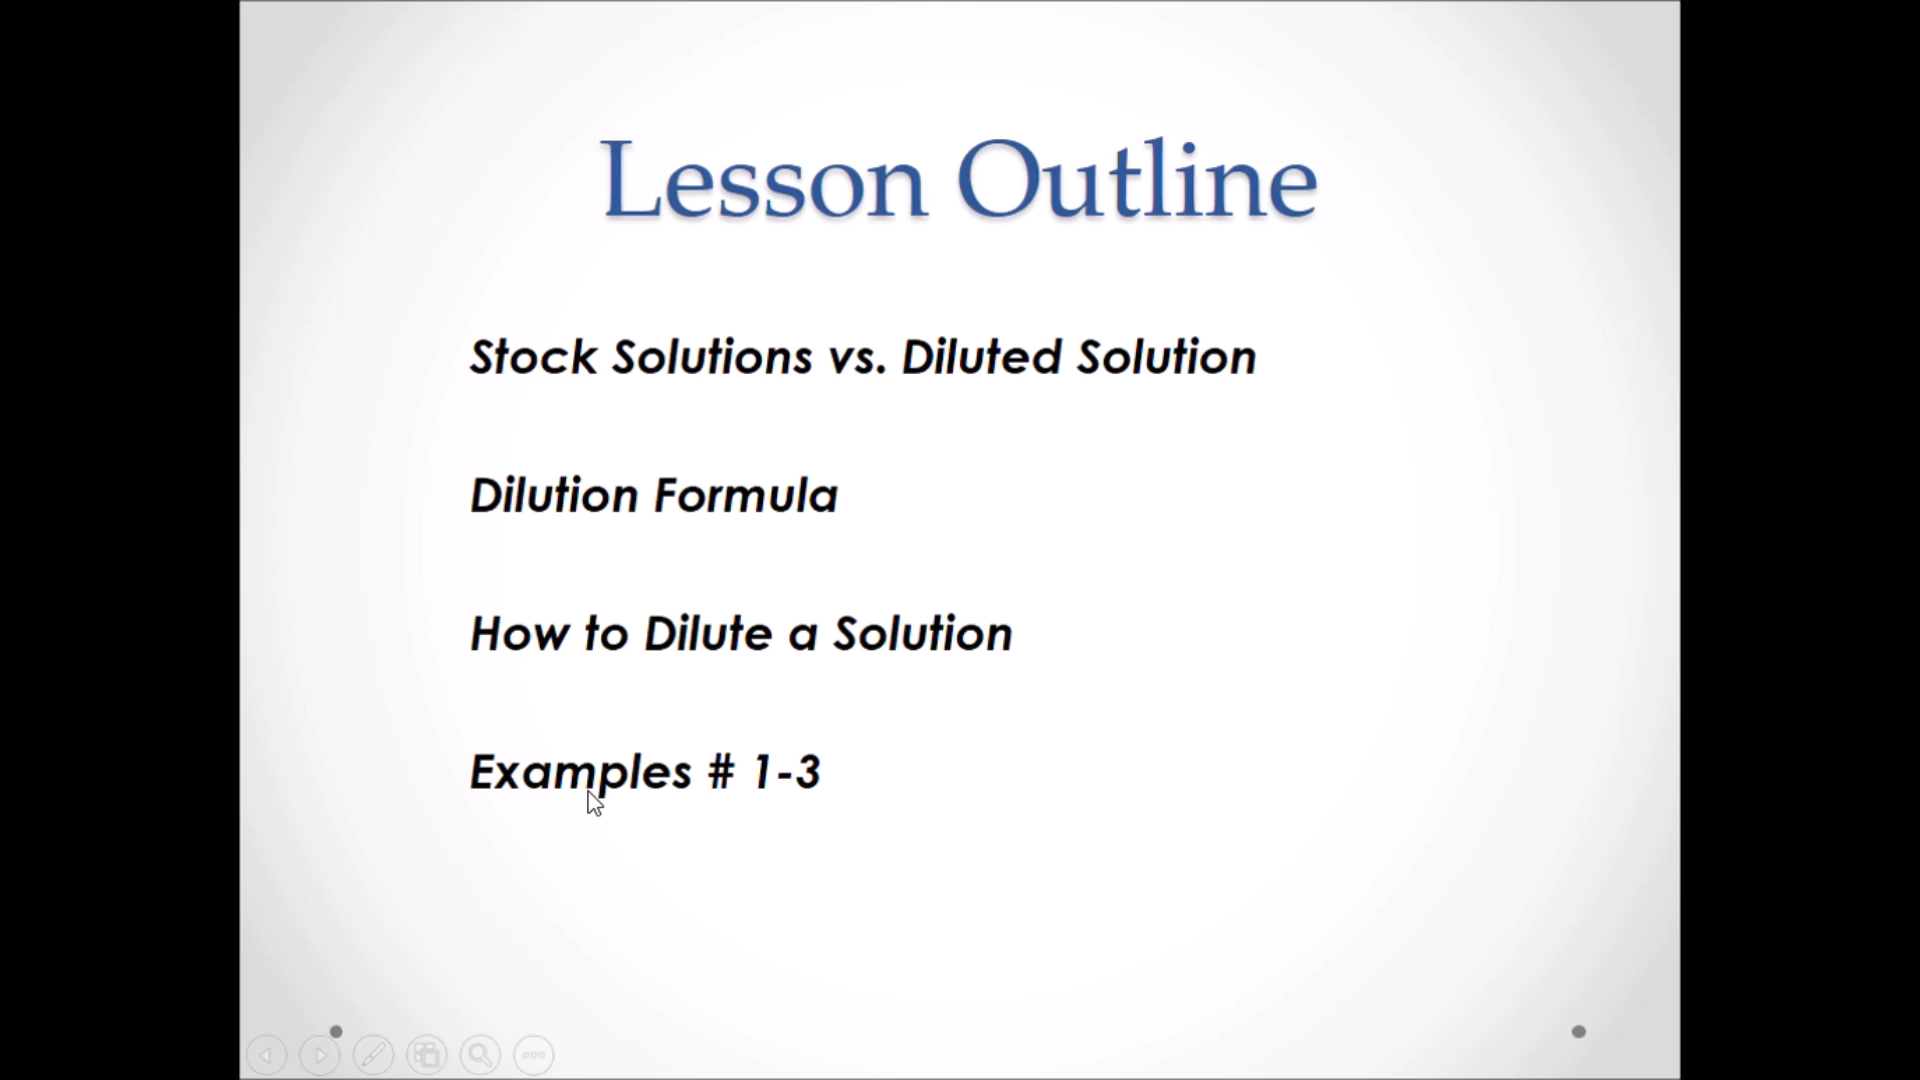 Lesson Outline
Stock Solutions vs. Diluted Solution
Dilution Formula
How to Dilute a Solution
Examples # 1-3